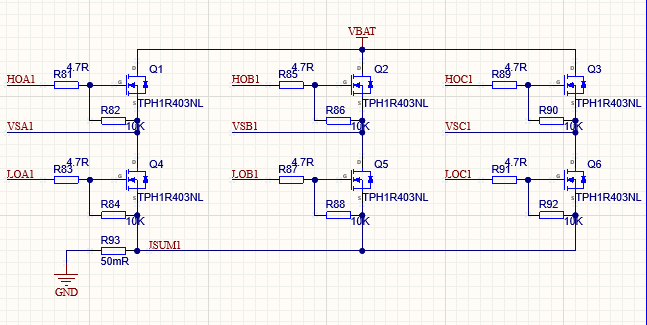 VBAT
4.7R 4.7R 4.7R
HOA1 R81 G D S Q1 HOB1 R85 G D S Q2 HOC1 R89 G D S Q3
TPH1R403NL TPH1R403NL TPH1R403NL
R82 R86 R90
VSA1 10K VSB1 10K VSC1 10K
4.7R 4.7R 4.7R
LOA1 R83 G D S Q4 LOB1 R87 G D S Q5 LOC1 R91 G D S Q6
TPH1R403NL TPH1R403NL TPH1R403NL
R84 R88 R92
10K 10K 10K
R93 JSUM1
50mR
GND